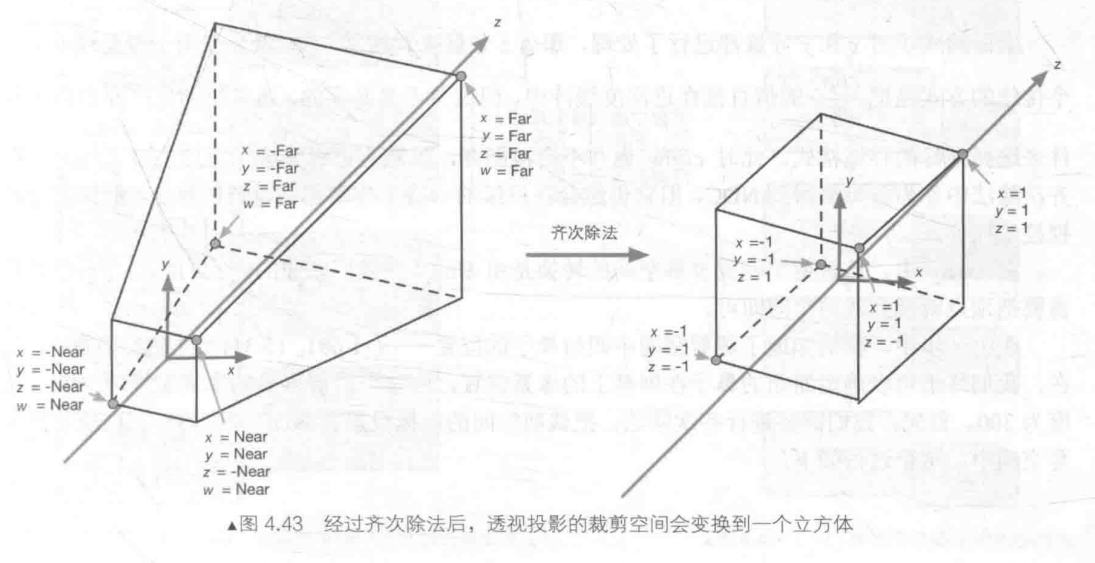 z
x = Far
y = Far
z = Far
w = Far
x = -Far
y = -Far
z = Far
w = Far
y
x
x = -Near
y = -Near
z = -Near
w = Near
x = Near
y = Near
z = -Near
w = Near
齐次除法
z
y
x
x = 1
y = 1
z = 1
x = -1
y = -1
z = 1
x =1
y =1
z = -1
x =-1
y =-1
z =-1
▲图 4.43 经过齐次除法后，透视投影的裁剪空间会变换到一个立方体